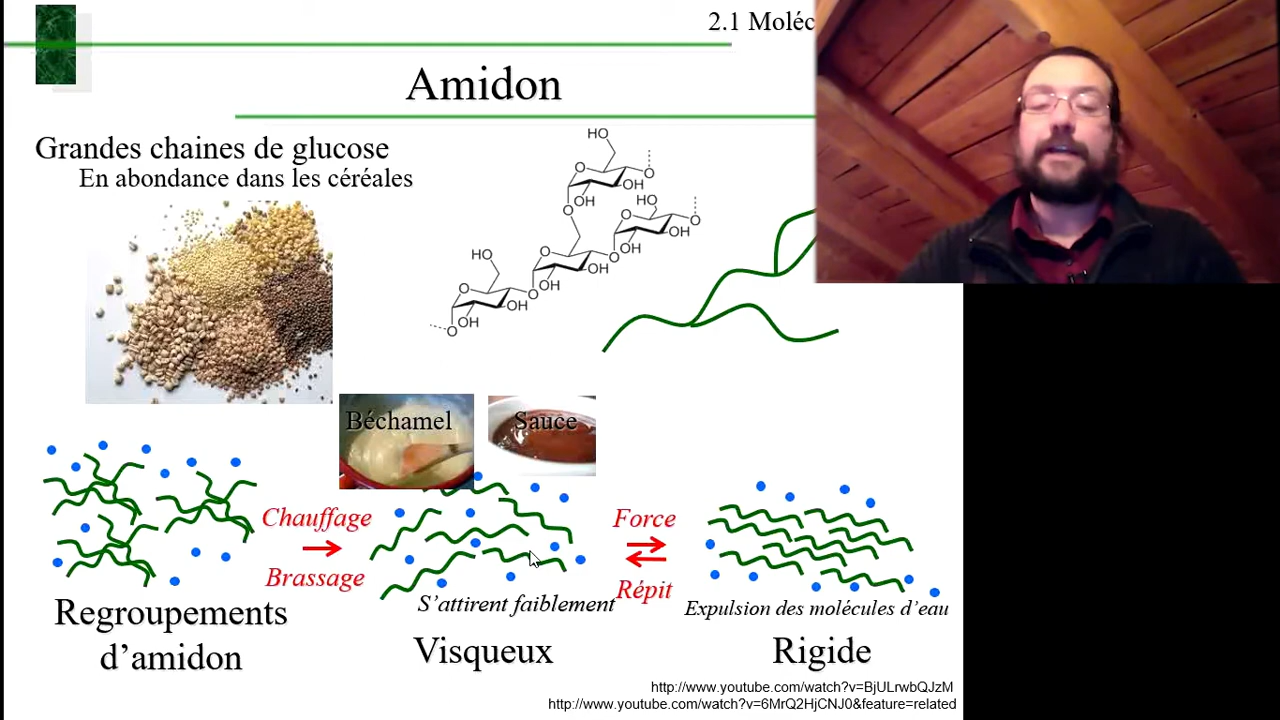 2.1 Moléc
Amidon
Grandes chaines de glucose
En abondance dans les céréales
HO
O
O
OH
OH
HO
O
O
O
OH
O
OH
HO
O
OH
OH
O
O
OH
OH
O
Béchamel
Sauce
Chauffage
Brassage
Force
Répit
S'attirent faiblement
Expulsion des molécules d'eau
Regroupements
d'amidon
Visqueux
Rigide
http://www.youtube.com/watch?v=BjULrwbQJzM
http://www.youtube.com/watch?v=6MrQ2HjCNJ0&feature=related